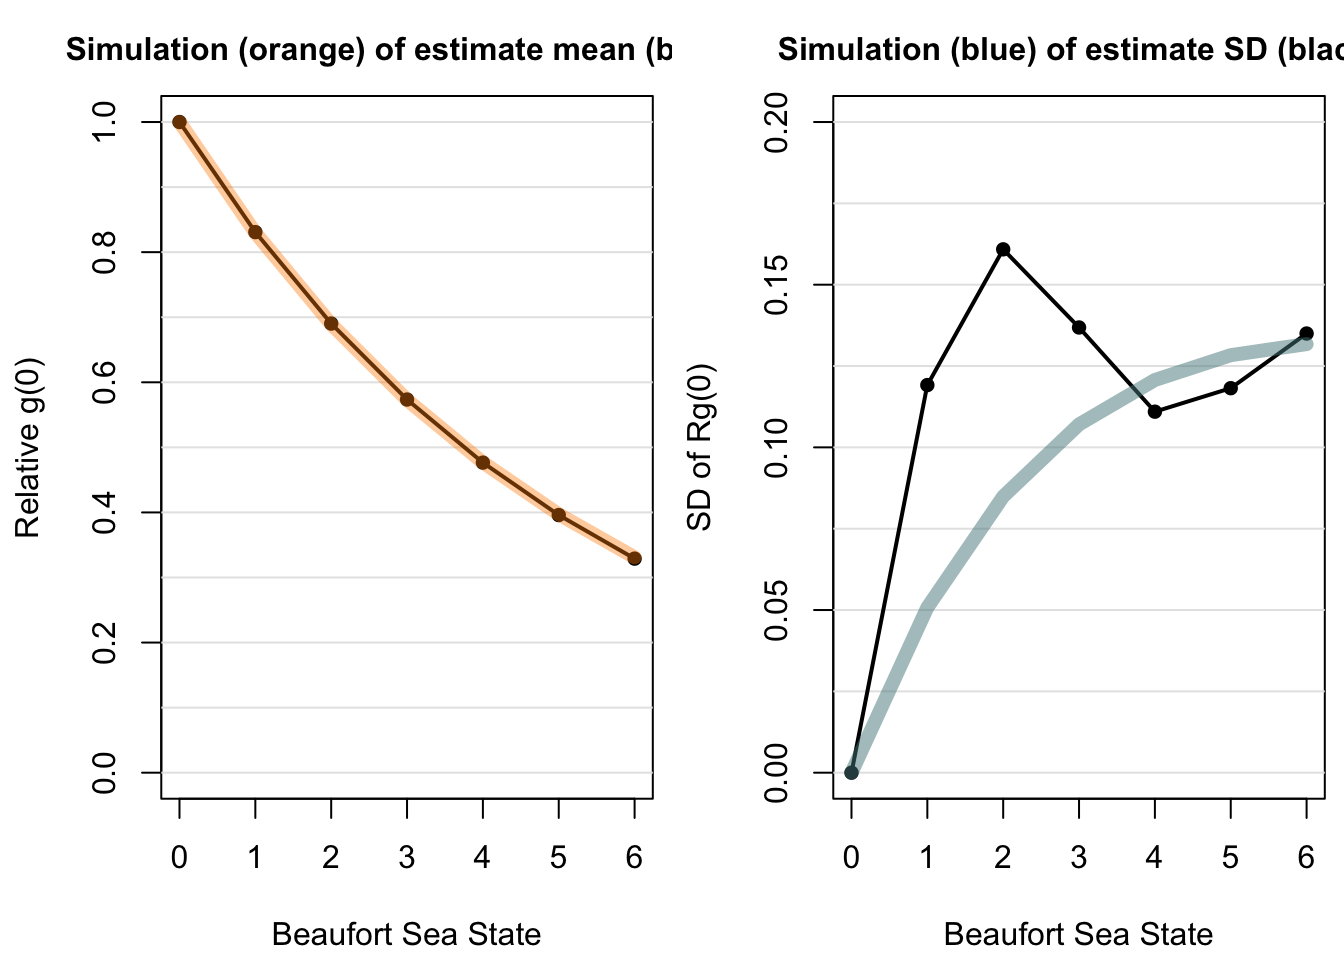 Simulation (orange) of estimate mean (b
Relative g(0)
1.0
0.8
0.6
0.4
0.2
0.0
0 1 2 3 4 5 6
Beaufort Sea State
Simulation (blue) of estimate SD (blac
SD of Rg(0)
0.20
0.15
0.10
0.05
0.00
0 1 2 3 4 5 6
Beaufort Sea State